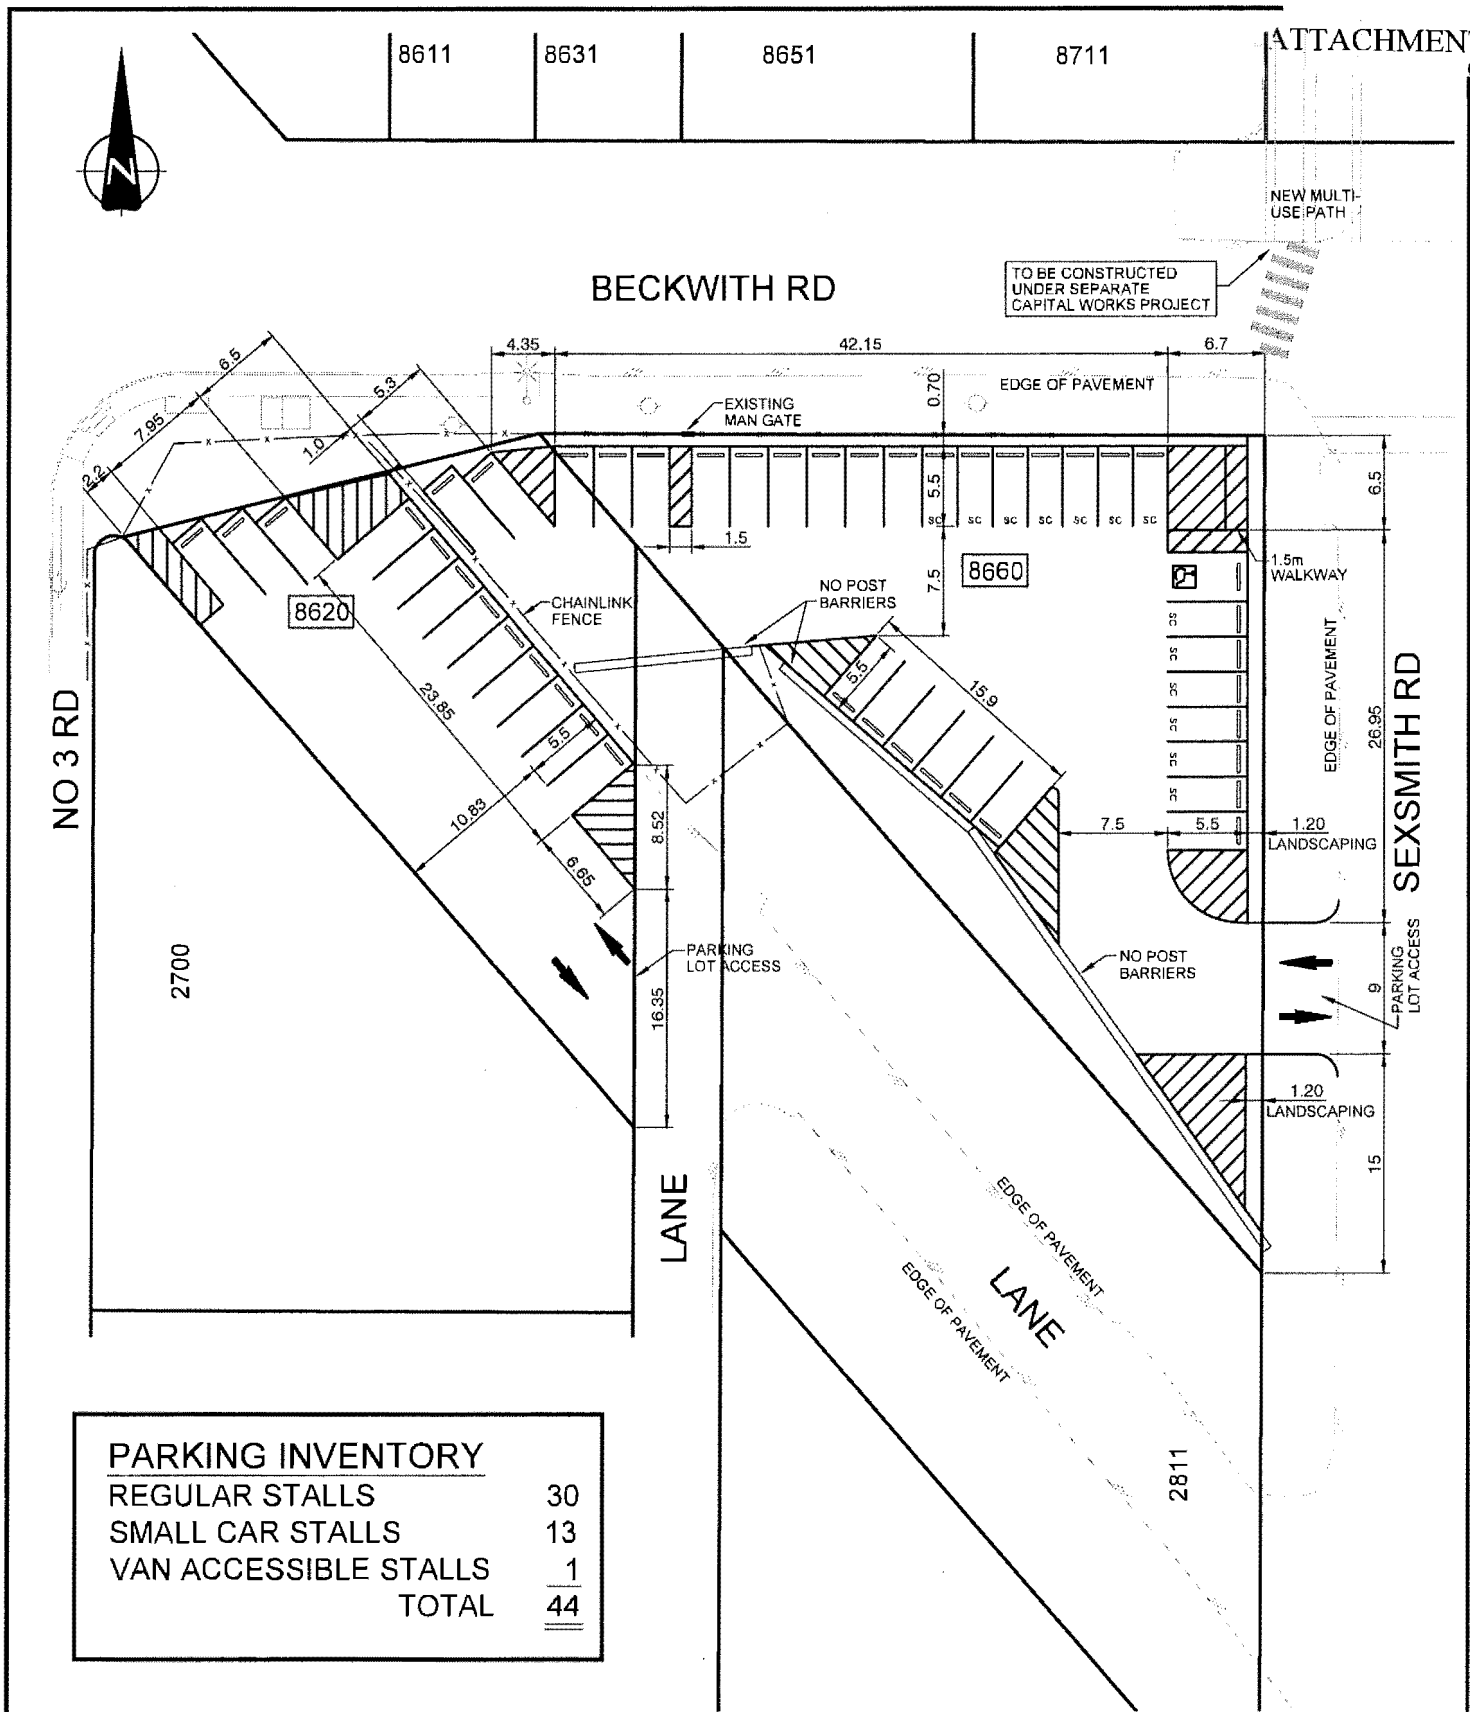 ATTACHMEN
8611
8631
8651
8711
N
NEW MULTI-
USE PATH
BECKWITH RD
TO BE CONSTRUCTED
UNDER SEPARATE
CAPITAL WORKS PROJECT
6.5
4.35
42.15
6.7
5.3
0.70
EDGE OF PAVEMENT
7.95
EXISTING
MAN GATE
1.0
2.2
5.5
6.5
SC SC SC SC SC SC SC
1.5
7.5
8660
1.5m
WALKWAY
NO POST
BARRIERS
8620
CHAINLINK
FENCE
SC
SC
SC
SC
SC
SC
5.5
15.9
EDGE OF PAVEMENT
26.95
SEXSMITH RD
NO 3 RD
23.85
5.5
10.83
8.52
7.5
5.5
1.20
LANDSCAPING
6.65
2700
PARKING
LOT ACCESS
16.35
NO POST
BARRIERS
9
PARKING
LOT ACCESS
1.20
LANDSCAPING
15
LANE
EDGE OF PAVEMENT
LANE
EDGE OF PAVEMENT
2811
PARKING INVENTORY
REGULAR STALLS 30
SMALL CAR STALLS 13
VAN ACCESSIBLE STALLS 1
TOTAL 44